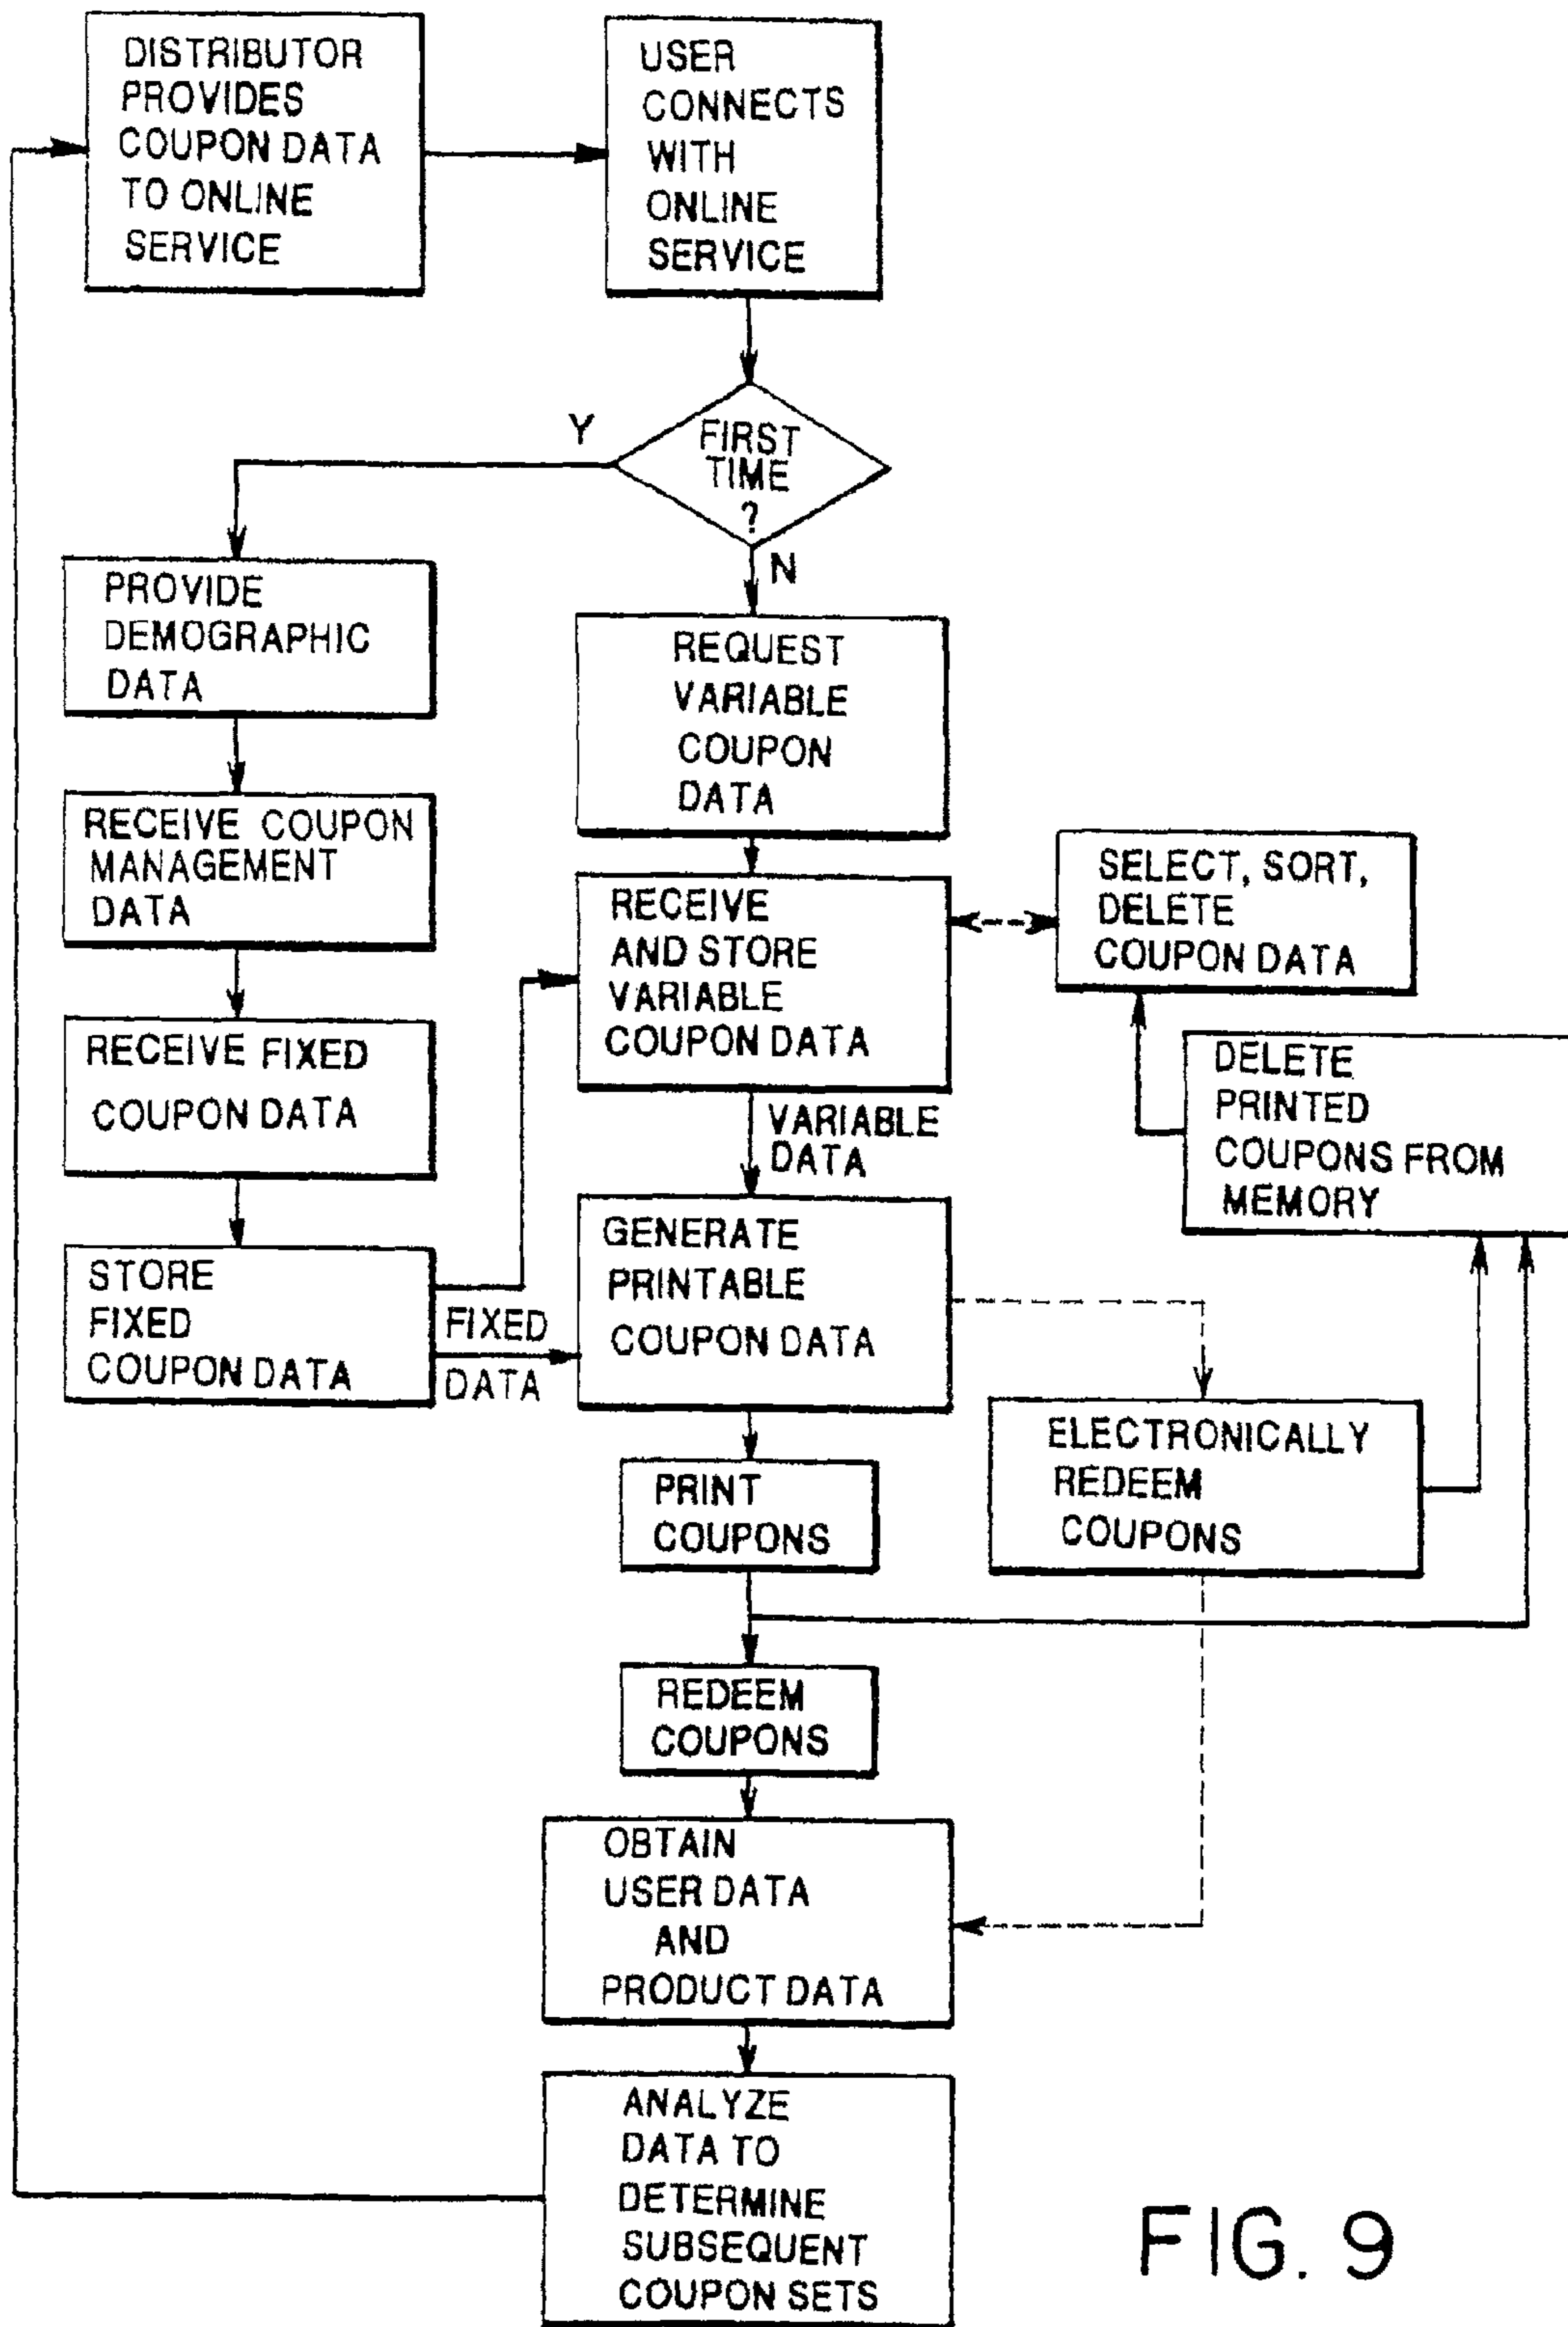 DISTRIBUTOR
PROVIDES
COUPON DATA
TO ONLINE
SERVICE
USER
CONNECTS
WITH
ONLINE
SERVICE
FIRST
TIME
?
Y
N
PROVIDE
DEMOGRAPHIC
DATA
REQUEST
VARIABLE
COUPON
DATA
RECEIVE COUPON
MANAGEMENT
DATA
RECEIVE
AND STORE
VARIABLE
COUPON DATA
SELECT, SORT,
DELETE
COUPON DATA
RECEIVE FIXED
COUPON DATA
DELETE
PRINTED
COUPONS FROM
MEMORY
VARIABLE
DATA
STORE
FIXED
COUPON DATA
FIXED
DATA
GENERATE
PRINTABLE
COUPON DATA
ELECTRONICALLY
REDEEM
COUPONS
PRINT
COUPONS
REDEEM
COUPONS
OBTAIN
USER DATA
AND
PRODUCT DATA
ANALYZE
DATA TO
DETERMINE
SUBSEQUENT
COUPON SETS
FIG. 9